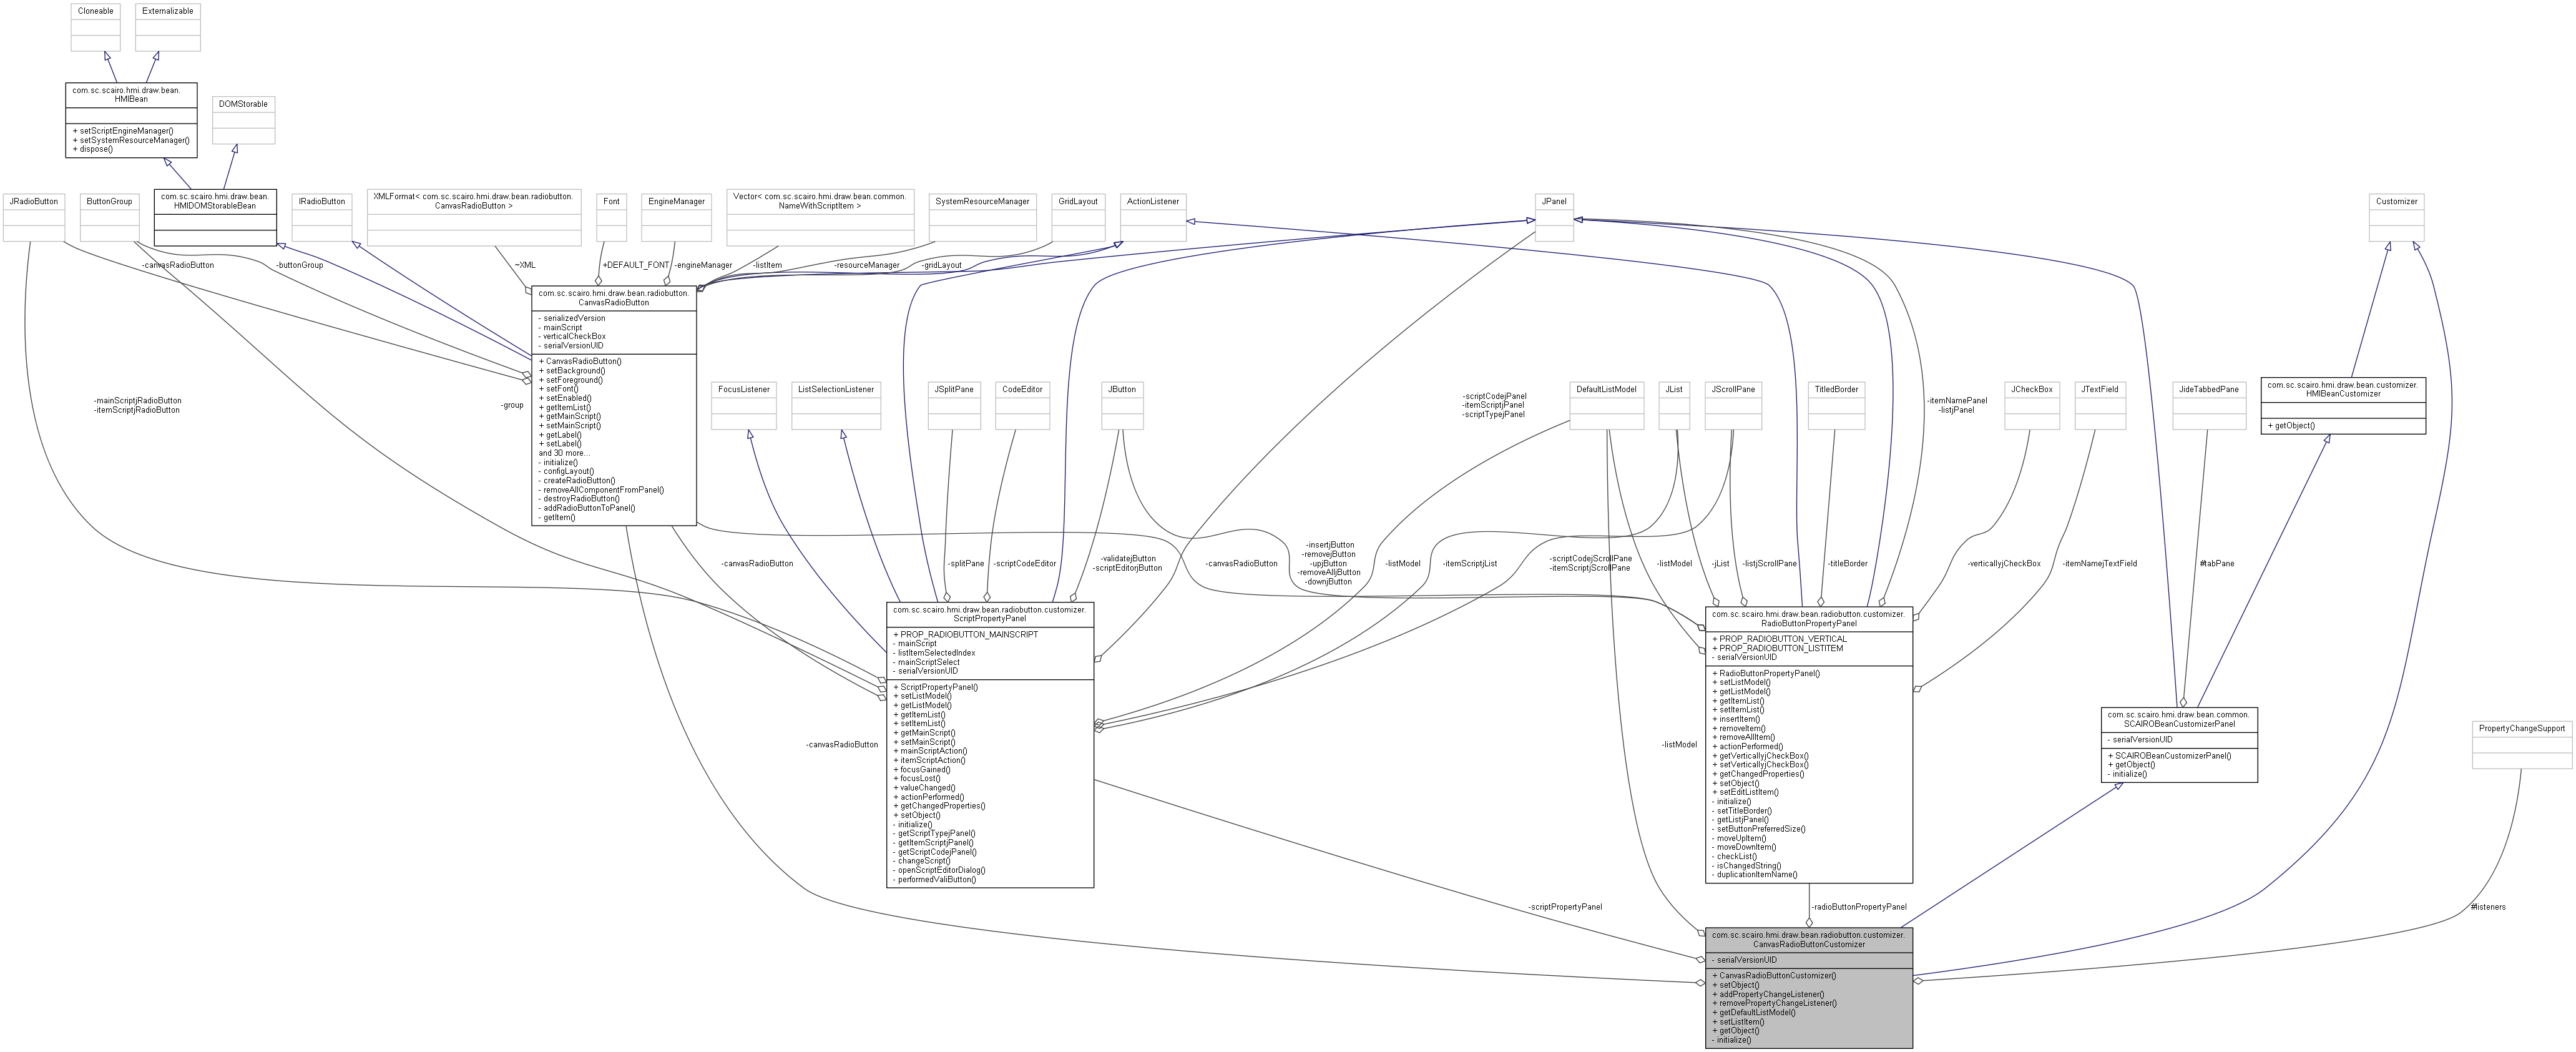 Cloneable
Externalizable
com.sc.scairo.hmi.draw.bean.
HMIBean
+ setScriptEngineManager()
+ setSystemResourceManager()
+ dispose()
DOMStorable
JRadioButton
ButtonGroup
com.sc.scairo.hmi.draw.bean.
HMIDOMStorableBean
IRadioButton
XMLFormat< com.sc.scairo.hmi.draw.bean.radiobutton.
CanvasRadioButton >
Font
EngineManager
Vector< com.sc.scairo.hmi.draw.bean.common.
NameWithScriptItem >
SystemResourceManager
GridLayout
ActionListener
JPanel
Customizer
-canvasRadioButton
-buttonGroup
~XML
+DEFAULT_FONT
-engineManager
-listItem
-resourceManager
-gridLayout
com.sc.scairo.hmi.draw.bean.radiobutton.
CanvasRadioButton
- serializedVersion
- mainScript
- verticalCheckBox
- serialVersionUID
+ CanvasRadioButton()
+ setBackground()
+ setForeground()
+ setFont()
+ setEnabled()
+ getItemList()
+ getMainScript()
+ setMainScript()
+ getLabel()
+ setLabel()
and 30 more...
- initialize()
- configLayout()
- createRadioButton()
- removeAllComponentFromPanel()
- destroyRadioButton()
- addRadioButtonToPanel()
- getItem()
-mainScriptjRadioButton
-itemScriptjRadioButton
-group
FocusListener
ListSelectionListener
JSplitPane
CodeEditor
JButton
-scriptCodejPanel
-itemScriptjPanel
-scriptTypejPanel
DefaultListModel
JList
JScrollPane
TitledBorder
-itemNamePanel
-listjPanel
JCheckBox
JTextField
JideTabbedPane
com.sc.scairo.hmi.draw.bean.customizer.
HMIBeanCustomizer
+ getObject()
-canvasRadioButton
-splitPane
-scriptCodeEditor
-validatejButton
-scriptEditorjButton
-canvasRadioButton
-insertjButton
-removejButton
-upjButton
-removeAlljButton
-downjButton
-listModel
-itemScriptjList
-scriptCodejScrollPane
-itemScriptjScrollPane
-listModel
-jList
-listjScrollPane
-titleBorder
-verticallyjCheckBox
-itemNamejTextField
#tabPane
com.sc.scairo.hmi.draw.bean.radiobutton.customizer.
ScriptPropertyPanel
+ PROP_RADIOBUTTON_MAINSCRIPT
- mainScript
- listItemSelectedIndex
- mainScriptSelect
- serialVersionUID
+ ScriptPropertyPanel()
+ setListModel()
+ getListModel()
+ getItemList()
+ setItemList()
+ getMainScript()
+ setMainScript()
+ mainScriptAction()
+ itemScriptAction()
+ focusGained()
+ focusLost()
+ valueChanged()
+ actionPerformed()
+ getChangedProperties()
+ setObject()
- initialize()
- getScriptTypejPanel()
- getItemScriptjPanel()
- getScriptCodejPanel()
- changeScript()
- openScriptEditorDialog()
- performedValiButton()
com.sc.scairo.hmi.draw.bean.radiobutton.customizer.
RadioButtonPropertyPanel
+ PROP_RADIOBUTTON_VERTICAL
+ PROP_RADIOBUTTON_LISTITEM
- serialVersionUID
+ RadioButtonPropertyPanel()
+ setListModel()
+ getListModel()
+ getItemList()
+ setItemList()
+ insertItem()
+ removeItem()
+ removeAllItem()
+ actionPerformed()
+ getVerticallyjCheckBox()
+ setVerticallyjCheckBox()
+ getChangedProperties()
+ setObject()
+ setEditListItem()
- initialize()
- setTitleBorder()
- getListjPanel()
- setButtonPreferredSize()
- moveUpItem()
- moveDownItem()
- checkList()
- isChangedString()
- duplicationItemName()
com.sc.scairo.hmi.draw.bean.common.
SCAIROBeanCustomizerPanel
- serialVersionUID
+ SCAIROBeanCustomizerPanel()
+ getObject()
- initialize()
PropertyChangeSupport
-canvasRadioButton
-listModel
-scriptPropertyPanel
-radioButtonPropertyPanel
#listeners
com.sc.scairo.hmi.draw.bean.radiobutton.customizer.
CanvasRadioButtonCustomizer
- serialVersionUID
+ CanvasRadioButtonCustomizer()
+ setObject()
+ addPropertyChangeListener()
+ removePropertyChangeListener()
+ getDefaultListModel()
+ setListItem()
+ getObject()
- initialize()